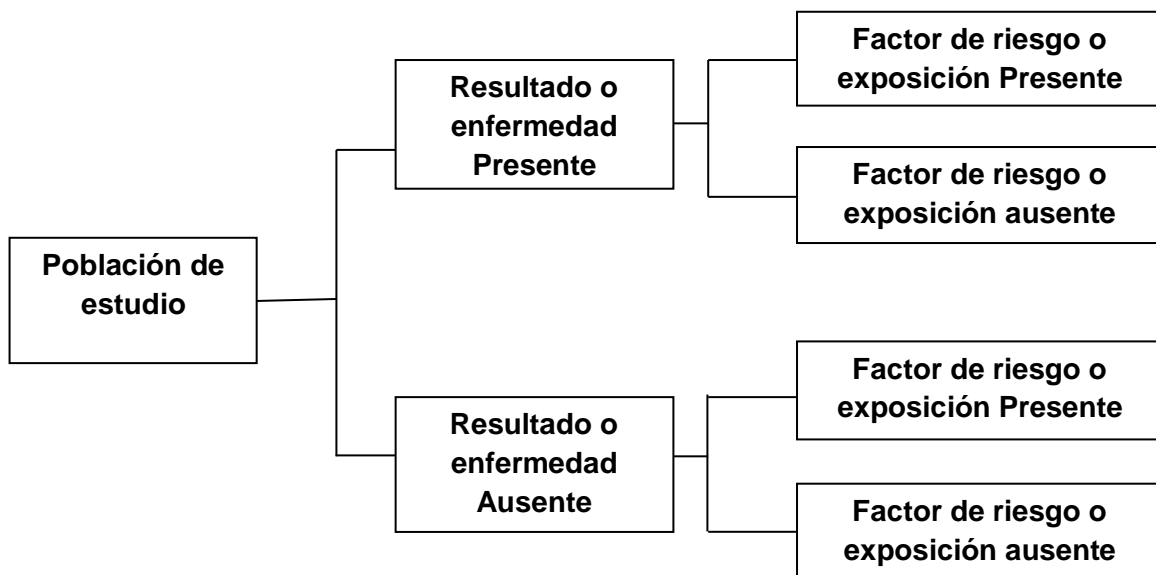 Población de
estudio
Resultado o
enfermedad
Presente
Factor de riesgo o
exposición Presente
Factor de riesgo o
exposición ausente
Resultado o
enfermedad
Ausente
Factor de riesgo o
exposición Presente
Factor de riesgo o
exposición ausente